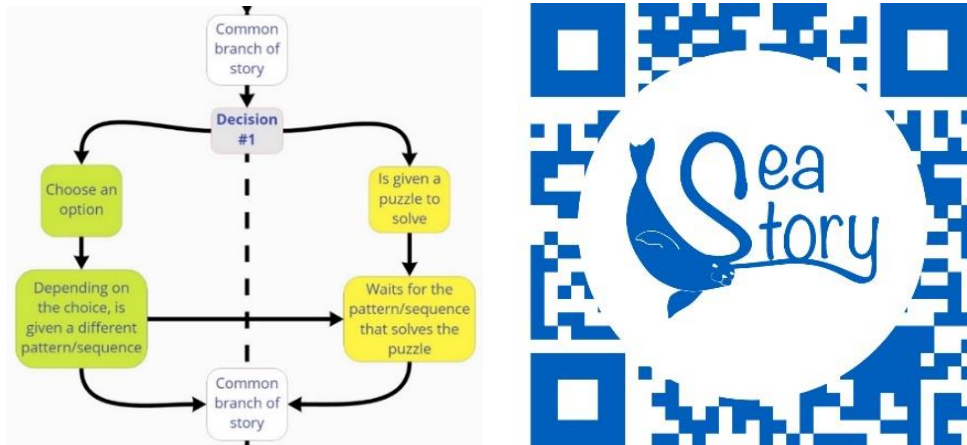 Common
branch of
story
Decision
#1
Choose an
option
Is given a
puzzle to
solve
Depending on
the choice, is
given a different
pattern/sequence
Waits for the
pattern/sequence
that solves the
puzzle
Common
branch of
story
Sea
Story